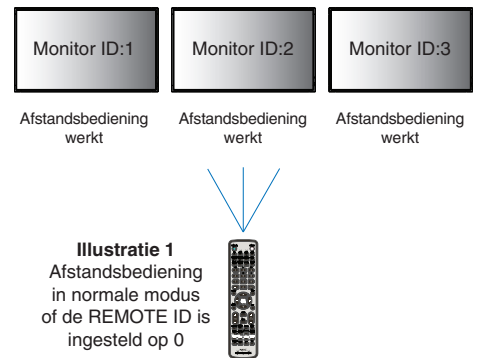 Monitor ID:1
Monitor ID:2
Monitor ID:3
Afstandsbediening
werkt
Afstandsbediening
werkt
Afstandsbediening
werkt
Illustratie 1
Afstandsbediening
in normale modus
of de REMOTE ID is
ingesteld op 0